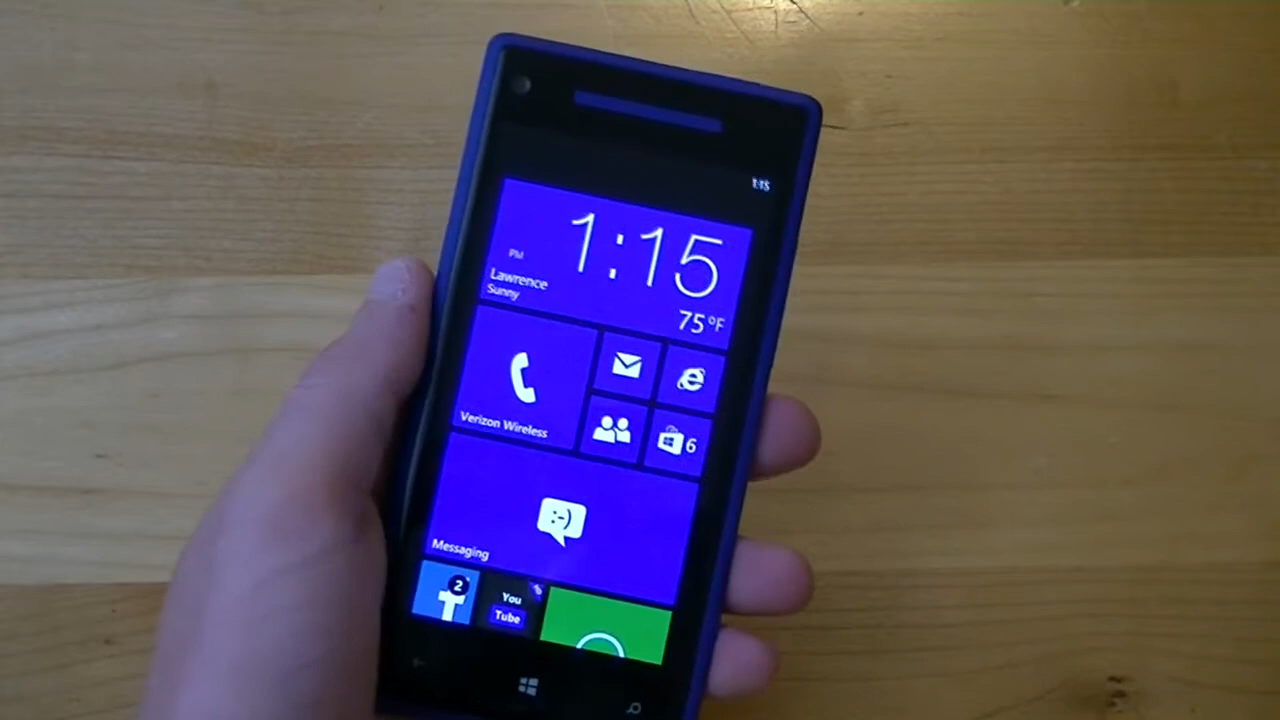 1:15
1:15
PM
Lawrence
Sunny
75°F
Verizon Wireless
6
:-)
Messaging
2
f
You
Tube